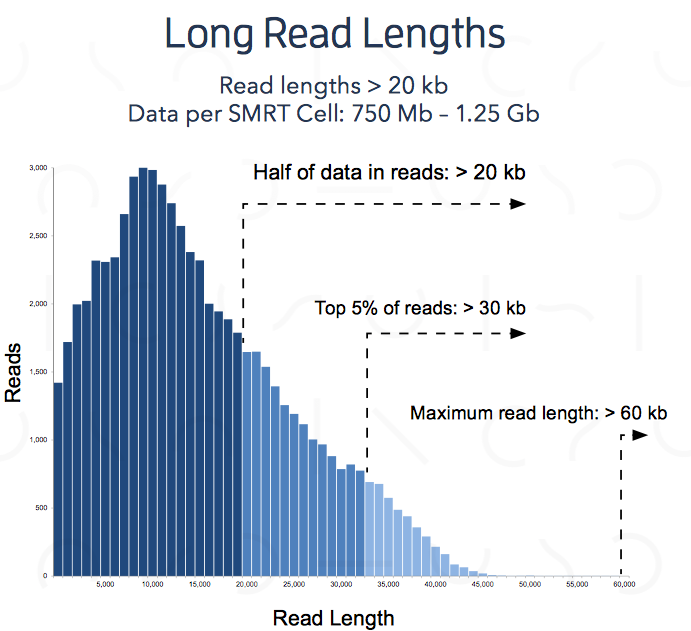 Long Read Lengths
Read lengths > 20 kb
Data per SMRT Cell: 750 Mb – 1.25 Gb
Half of data in reads: > 20 kb
Top 5% of reads: > 30 kb
Maximum read length: > 60 kb
Reads
3,000
2,500
2,000
1,500
1,000
500
0
5,000 10,000 15,000 20,000 25,000 30,000 35,000 40,000 45,000 50,000 55,000 60,000
Read Length